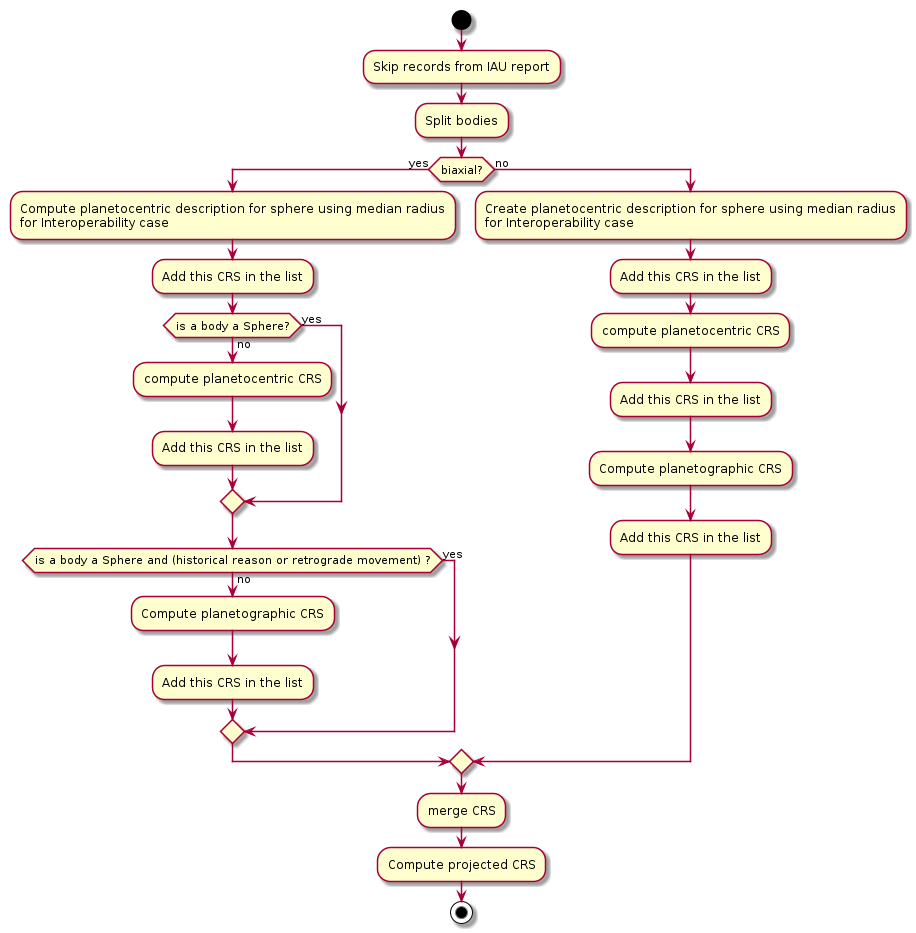 Skip records from IAU report
Split bodies
yes
biaxial?
no
Compute planetocentric description for sphere using median radius
for Interoperability case
Add this CRS in the list
is a body a Sphere?
yes
no
compute planetocentric CRS
Add this CRS in the list
is a body a Sphere and (historical reason or retrograde movement) ?
yes
no
Compute planetographic CRS
Add this CRS in the list
Create planetocentric description for sphere using median radius
for Interoperability case
Add this CRS in the list
compute planetocentric CRS
Add this CRS in the list
Compute planetographic CRS
Add this CRS in the list
merge CRS
Compute projected CRS